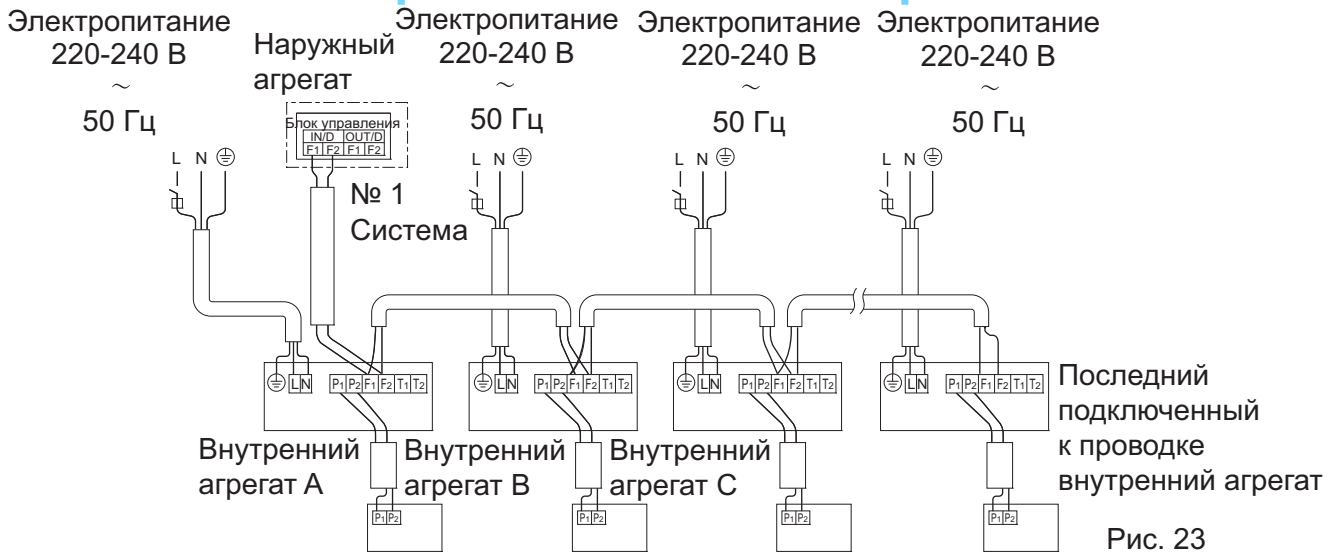 Электропитание
220-240 В
~
50 Гц
Наружный
агрегат
Электропитание
220-240 В
~
50 Гц
Электропитание
220-240 В
~
50 Гц
Электропитание
220-240 В
~
50 Гц
Блок управления
IN/D OUT/D
F1 F2 F1 F2
L N
L N
L N
L N
№ 1
Система
L N
P1 P2 F1 F2 T1 T2
L N
P1 P2 F1 F2 T1 T2
L N
P1 P2 F1 F2 T1 T2
L N
P1 P2 F1 F2 T1 T2
Внутренний
агрегат A
Внутренний
агрегат B
Внутренний
агрегат C
Последний
подключенный
к проводке
внутренний агрегат
P1 P2
P1 P2
P1 P2
P1 P2
Рис. 23